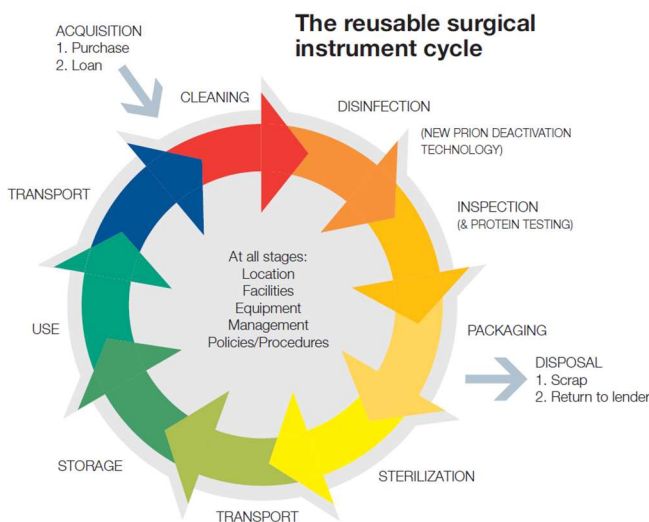 The reusable surgical
instrument cycle
ACQUISITION
1. Purchase
2. Loan
CLEANING
DISINFECTION
(NEW PRION DEACTIVATION
TECHNOLOGY)
INSPECTION
(& PROTEIN TESTING)
PACKAGING
DISPOSAL
1. Scrap
2. Return to lender
STERILIZATION
TRANSPORT
STORAGE
USE
TRANSPORT
At all stages:
Location
Facilities
Equipment
Management
Policies/Procedures